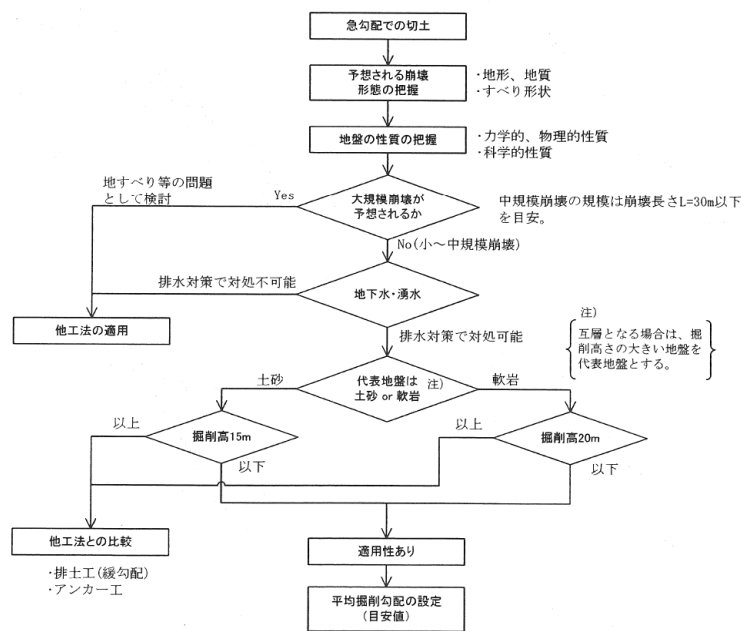 急勾配での切土
予想される崩壊
形態の把握
・地形、地質
・すべり形状
地盤の性質の把握
・力学的、物理的性質
・科学的性質
地すべり等の問題
として検討
Yes
大規模崩壊が
予想されるか
中規模崩壊の規模は崩壊長さL=30m以下
を目安。
No(小～中規模崩壊)
排水対策で対処不可能
地下水・湧水
他工法の適用
排水対策で対処可能
注)
互層となる場合は、掘
削高さの大きい地盤を
代表地盤とする。
土砂
代表地盤は 注)
土砂 or 軟岩
軟岩
以上
掘削高15m
以下
以上
掘削高20m
以下
他工法との比較
・排土工(緩勾配)
・アンカー工
適用性あり
平均掘削勾配の設定
(目安値)